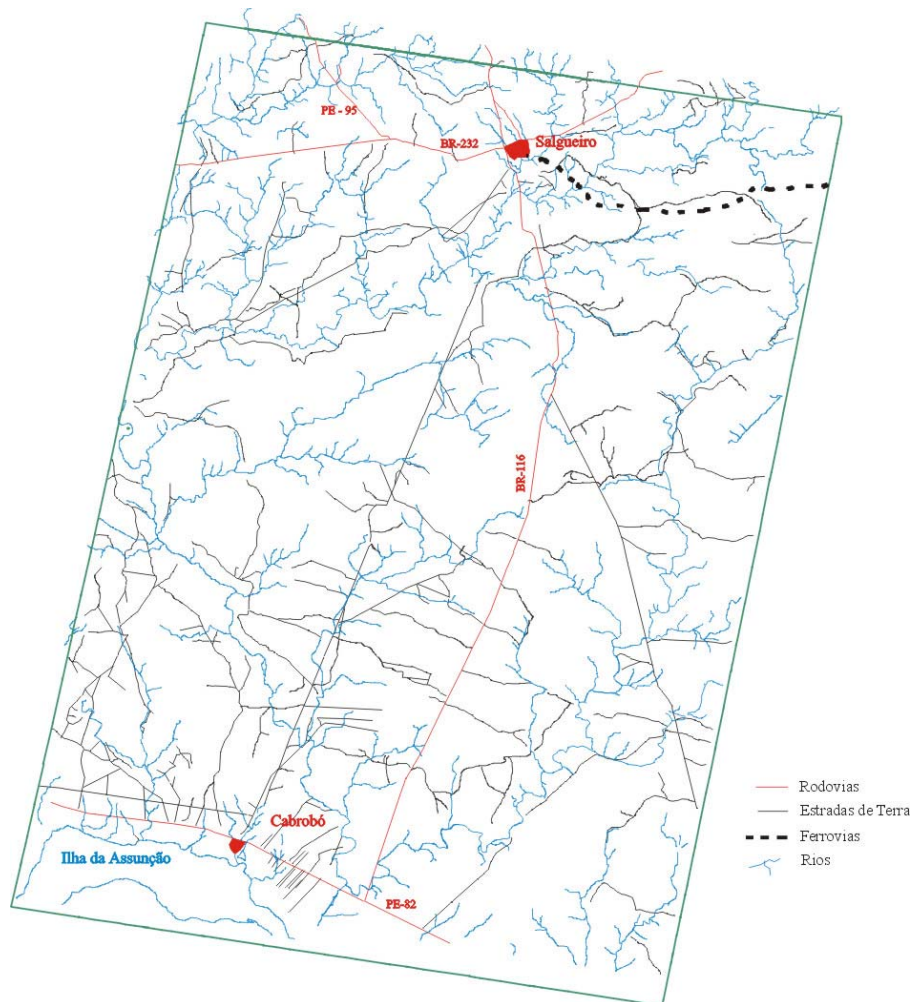 PE - 95
BR-232
Salgueiro
BR-116
Cabrobó
Ilha da Assunção
PE-82
Rodovias
Estradas de Terra
Ferrovias
Rios